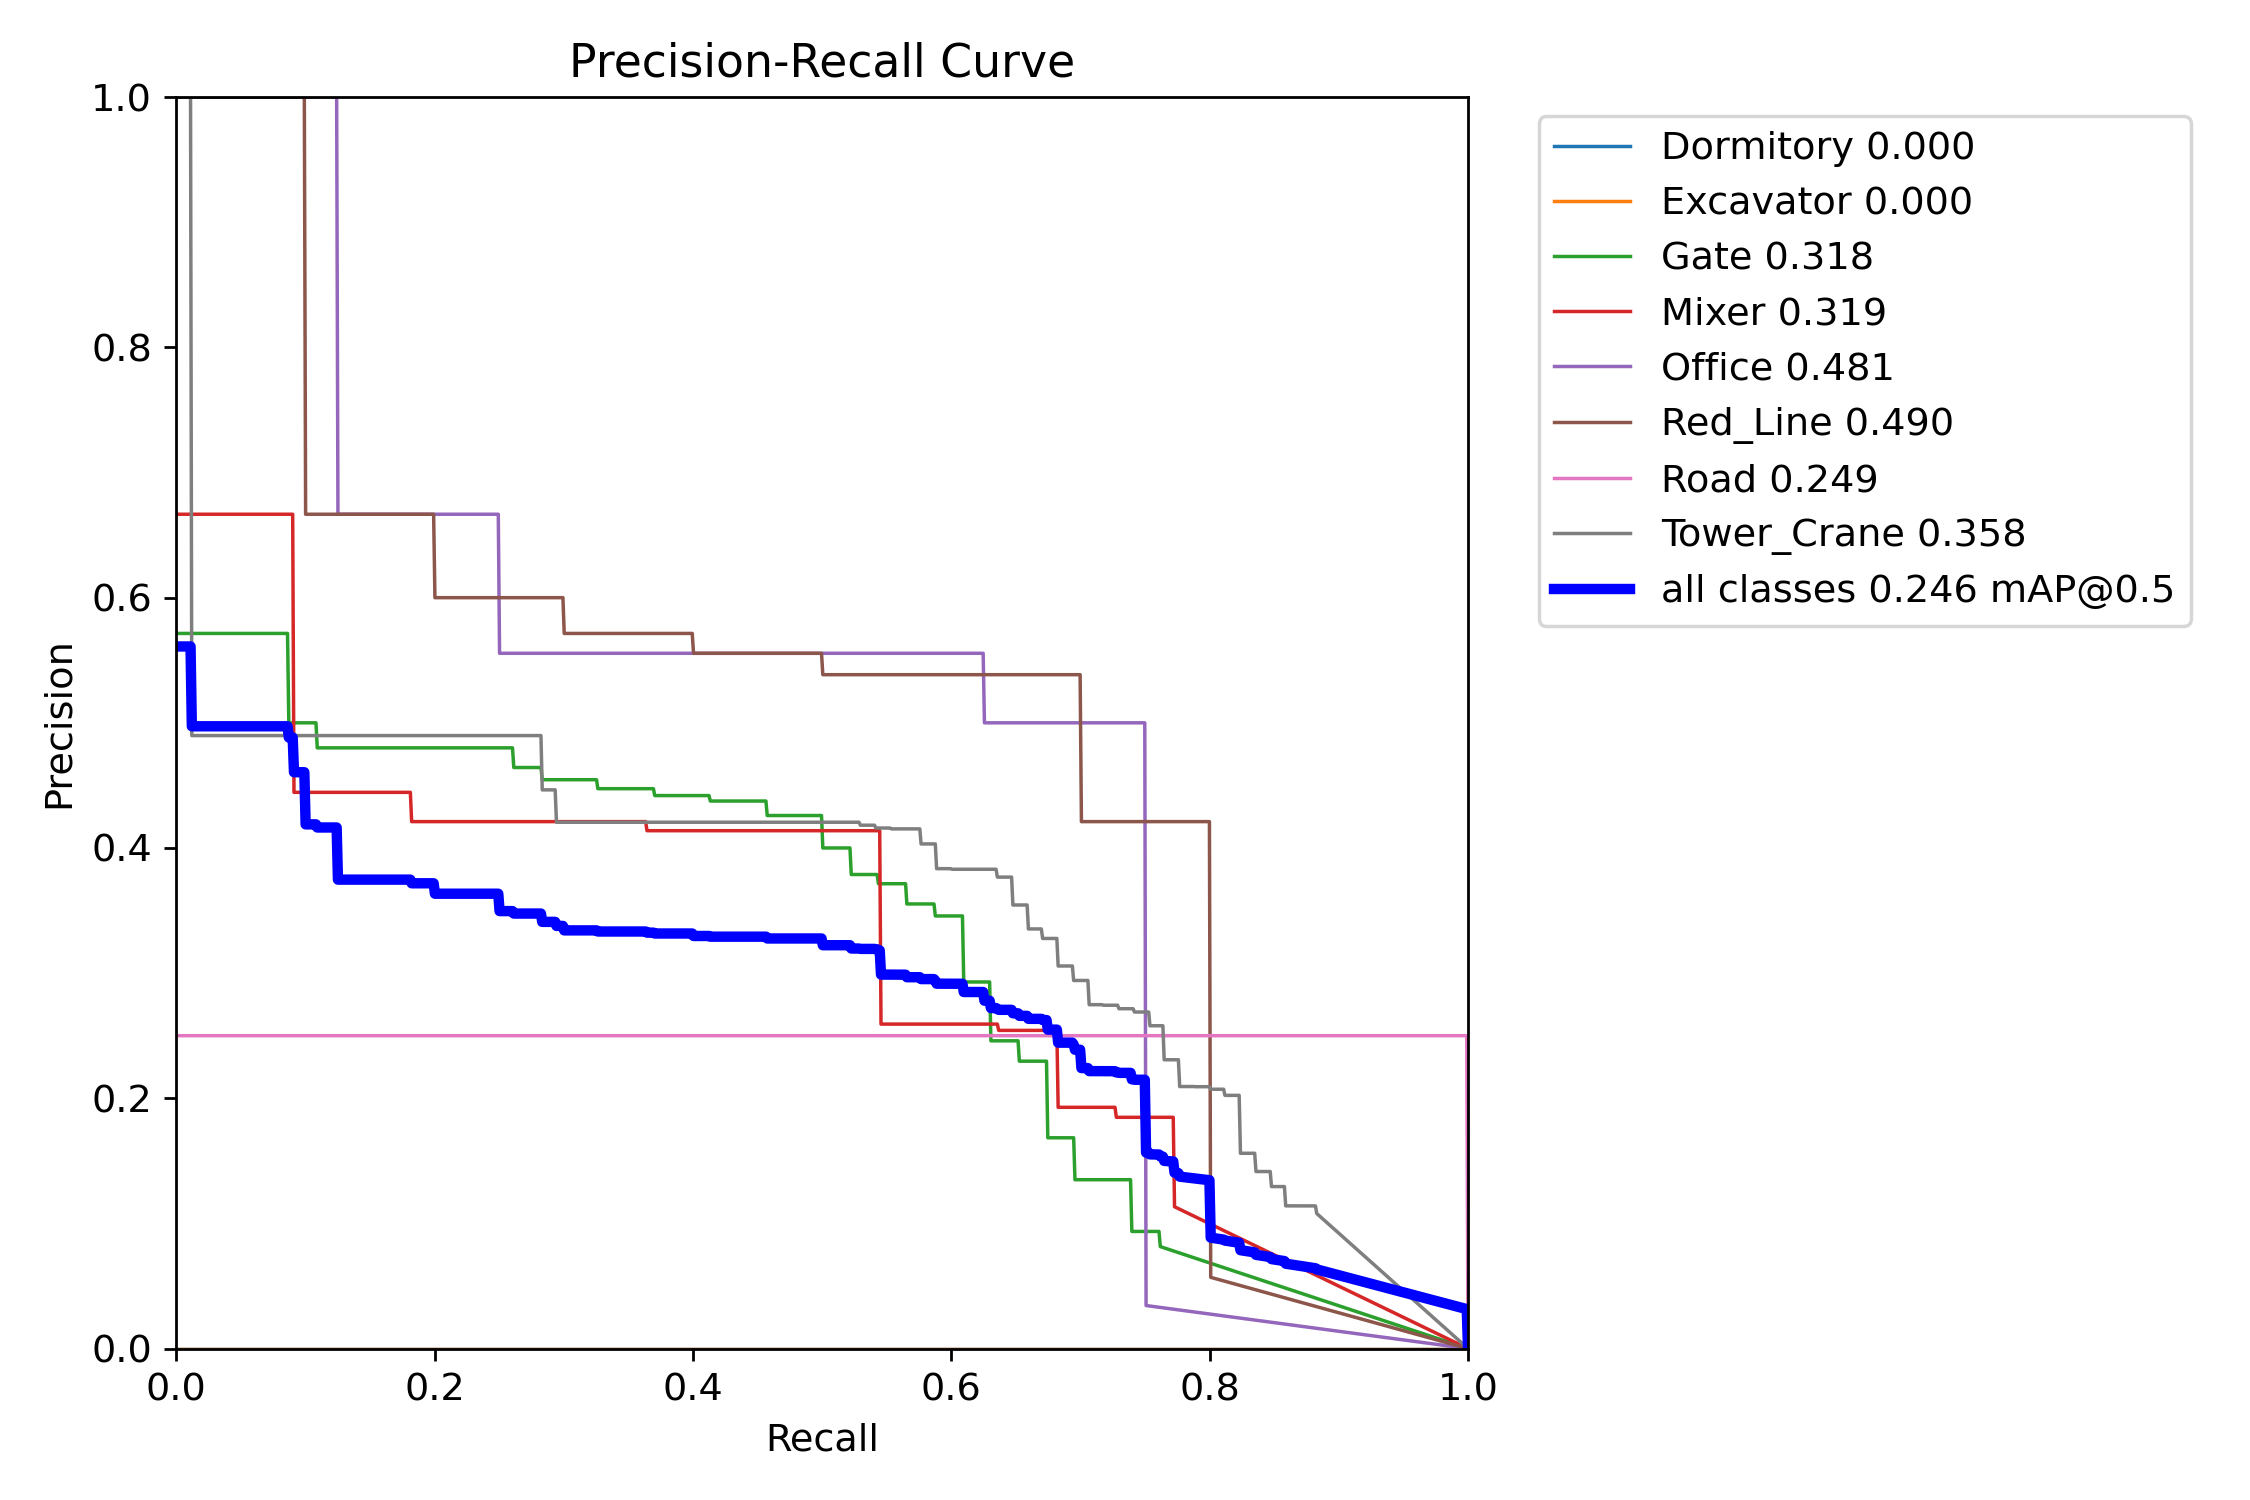 Precision-Recall Curve
1.0
0.8
0.6
0.4
0.2
0.0
Precision
0.0 0.2 0.4 0.6 0.8 1.0
Recall
Dormitory 0.000
Excavator 0.000
Gate 0.318
Mixer 0.319
Office 0.481
Red_Line 0.490
Road 0.249
Tower_Crane 0.358
all classes 0.246 mAP@0.5